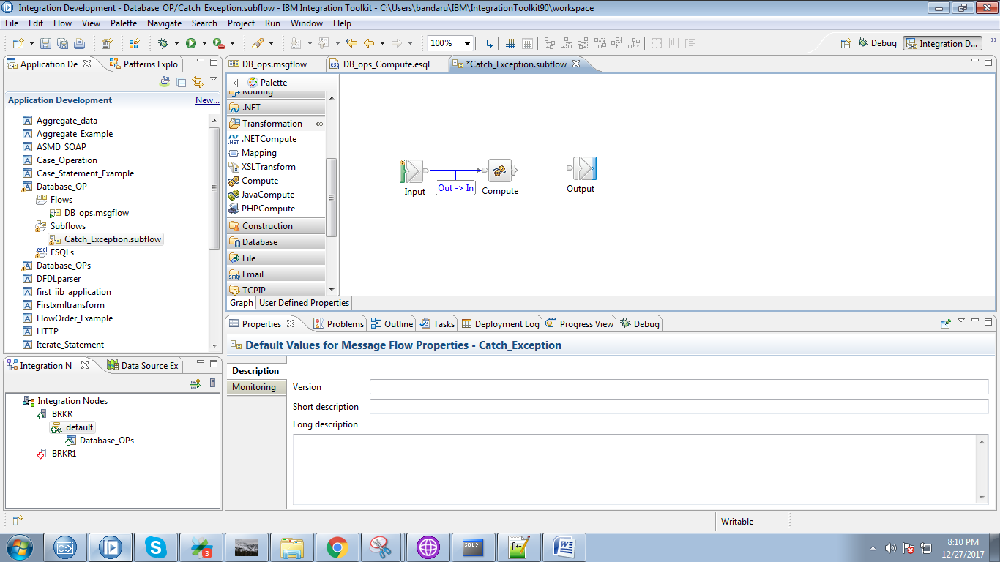 Integration Development - Database_OP/Catch_Exception.subflow - IBM Integration Toolkit - C:\Users\bandaru\IBM\IntegrationToolkit90\workspace
File Edit Flow View Palette Navigate Search Project Run Window Help
100% Debug Integration D...
Application De Patterns Explo
Application Development New...
Aggregate_data
Aggregate_Example
ASMD_SOAP
Case_Operation
Case_Statement_Example
Database_OP
Flows
DB_ops.msgflow
Subflows
Catch_Exception.subflow
esql ESQLs
Database_OPs
DFDLparser
first_iib_application
Firstxmltransform
FlowOrder_Example
HTTP
Iterate_Statement
Integration N Data Source Ex
Integration Nodes
BRKR
default
Database_OPs
BRKR1
DB_ops.msgflow esql DB_ops_Compute.esql *Catch_Exception.subflow
Palette
Routing
.NET
Transformation
.NET .NETCompute
Mapping
XSLTransform
Compute
JavaCompute
PHPCompute
Construction
Database
File
smtp Email
TCPIP
Input
Out -> In
Compute
Output
Graph User Defined Properties
Properties Problems Outline Tasks Deployment Log Progress View Debug
Default Values for Message Flow Properties - Catch_Exception
Description
Monitoring
Version
Short description
Long description
Writable
C:\
S
3
SQL>
N++
W
8:10 PM
12/27/2017